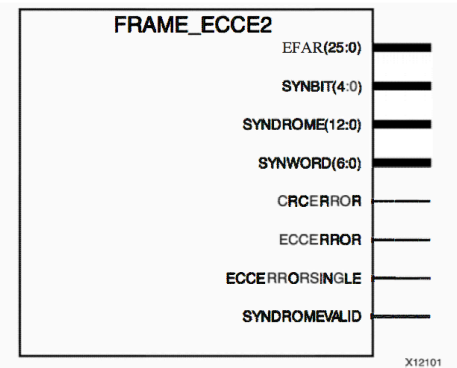 FRAME_ECCE2
EFAR(25:0)
SYNBIT(4:0)
SYNDROME(12:0)
SYNWORD(6:0)
CRCERROR
ECCERROR
ECCERRORSINGLE
SYNDROMEVALID
X12101